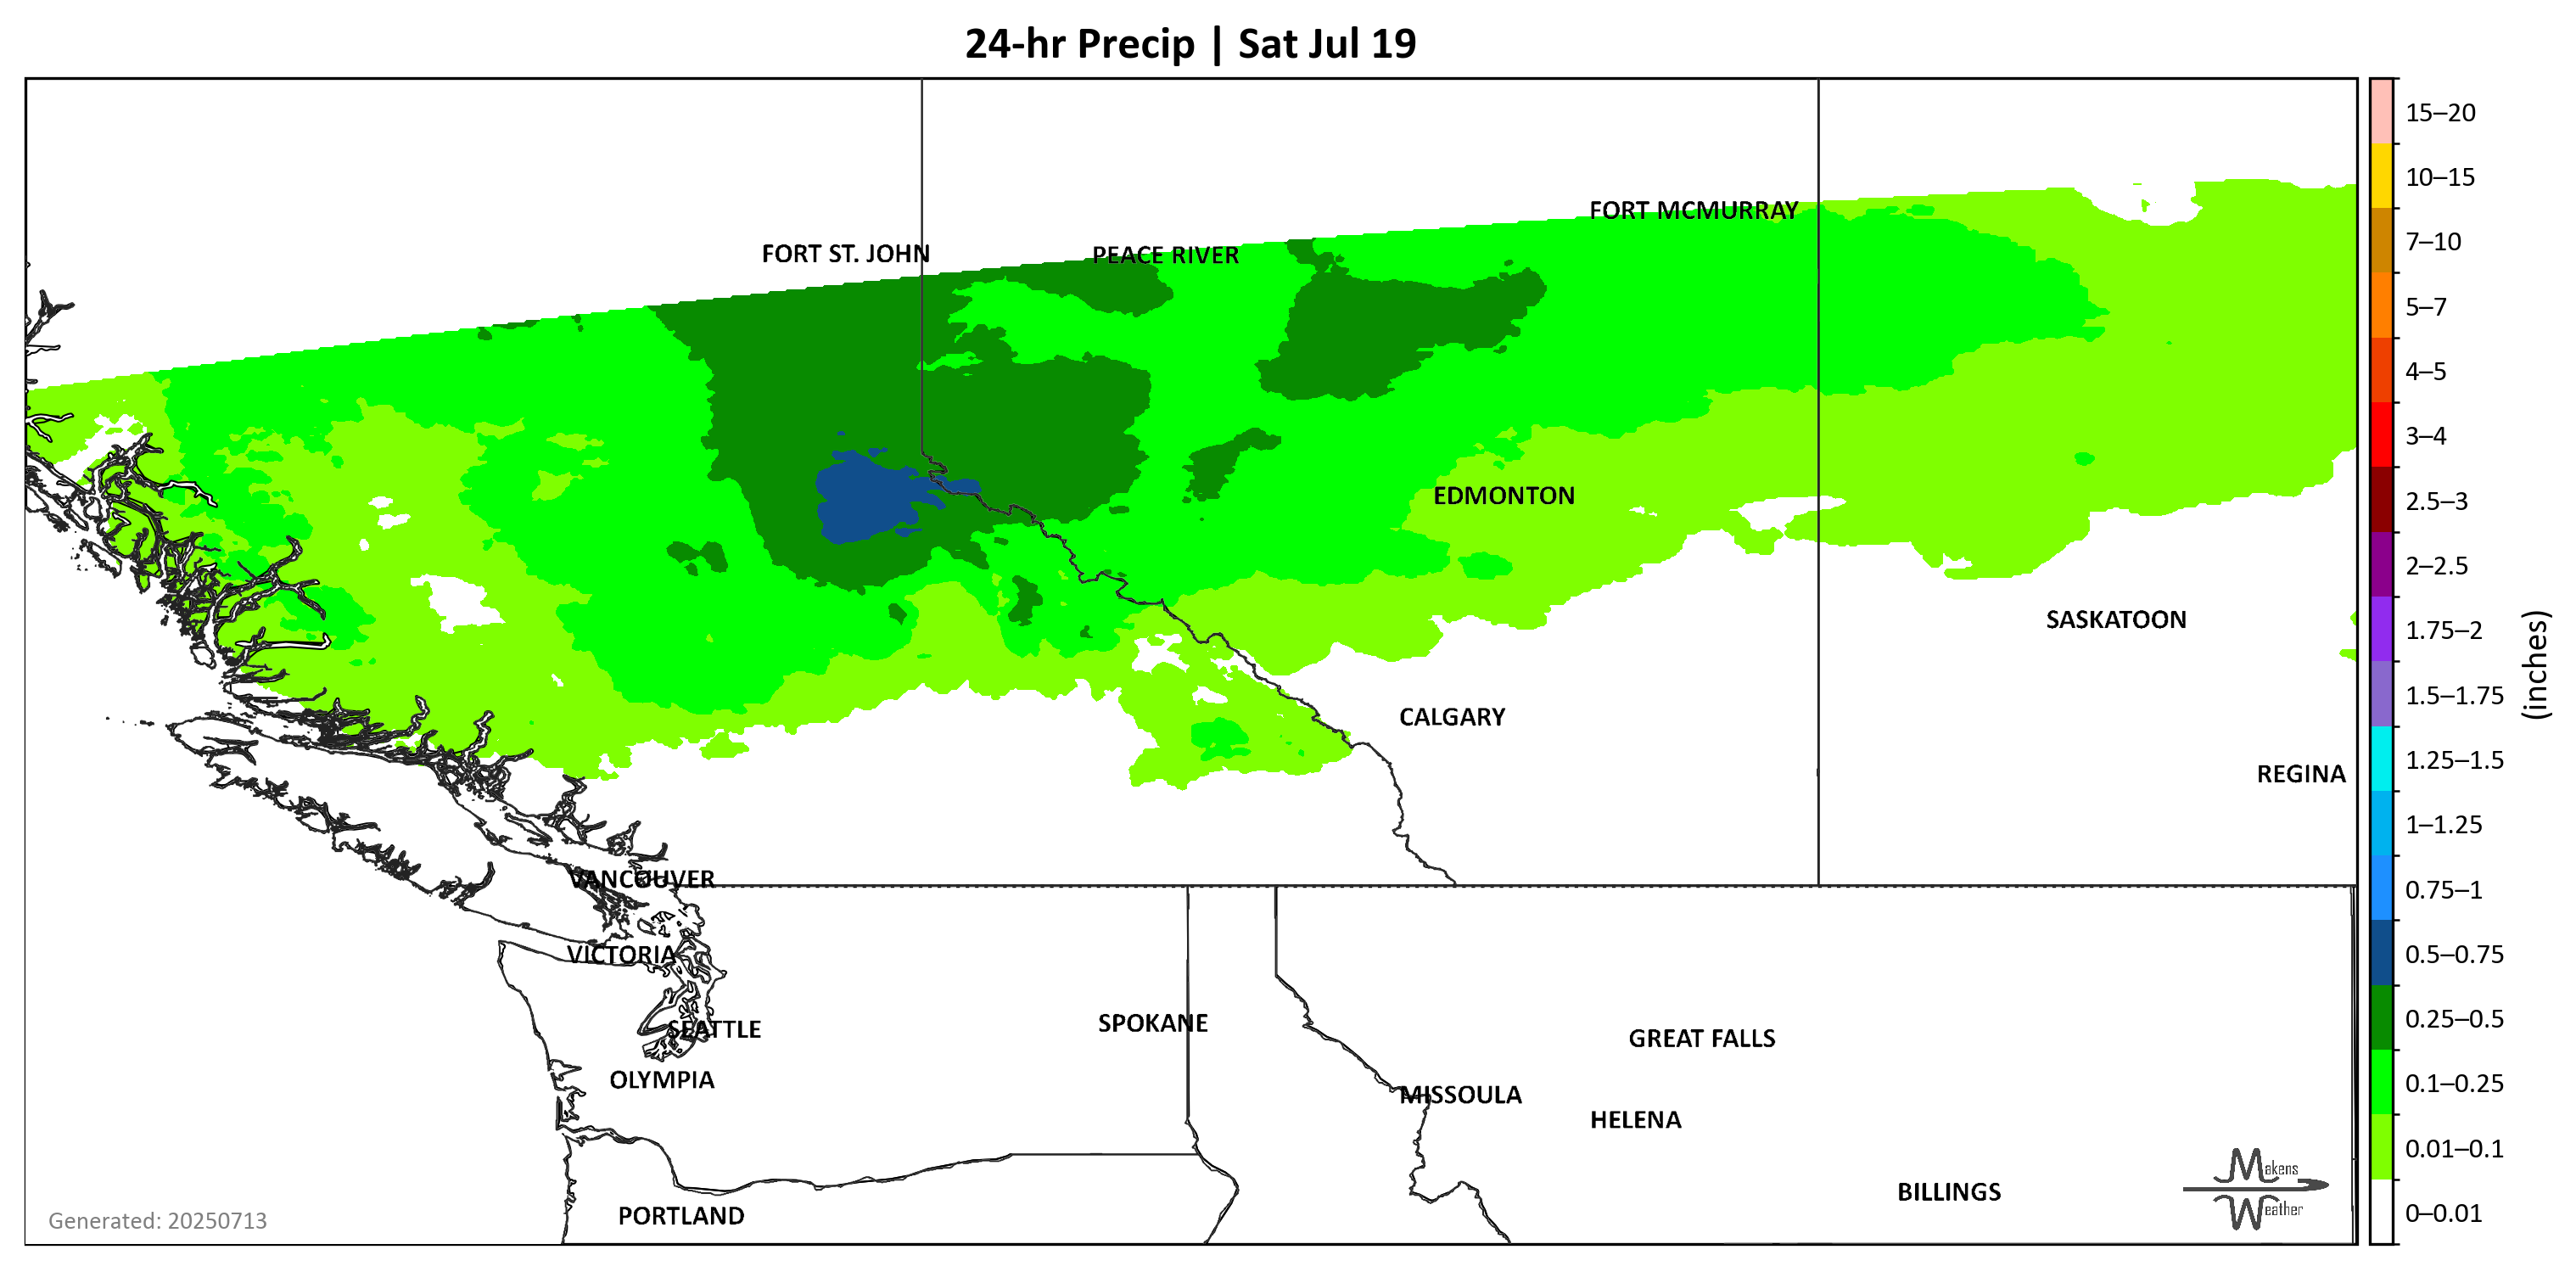 24-hr Precip | Sat Jul 19
15–20
10–15
FORT MCMURRAY
7–10
FORT ST. JOHN
PEACE RIVER
5–7
4–5
3–4
EDMONTON
2.5–3
2–2.5
SASKATOON
1.75–2
(inches)
1.5–1.75
CALGARY
1.25–1.5
REGINA
1–1.25
VANCOUVER
0.75–1
VICTORIA
0.5–0.75
SEATTLE
SPOKANE
0.25–0.5
GREAT FALLS
OLYMPIA
0.1–0.25
MISSOULA
HELENA
0.01–0.1
Makens
Weather
BILLINGS
PORTLAND
Generated: 20250713
0–0.01